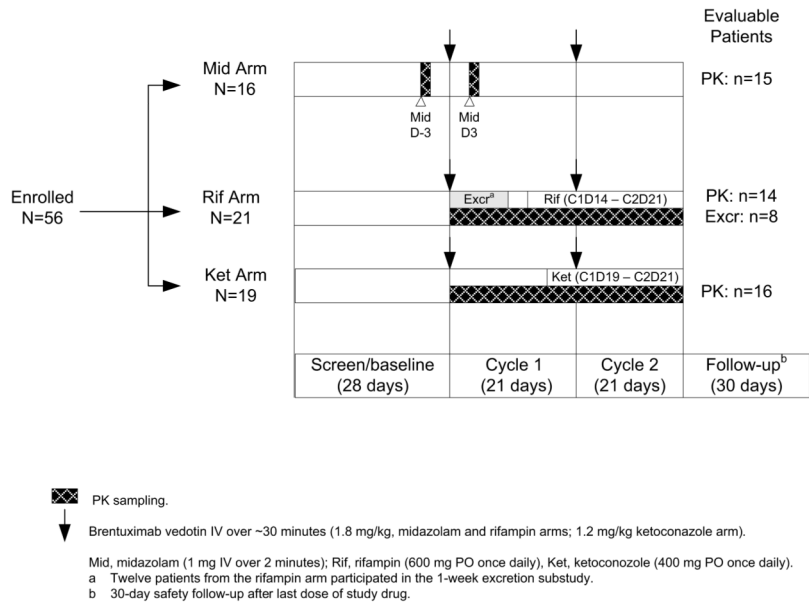 Evaluable
Patients
Mid Arm
N=16
PK: n=15
Mid
D-3
Mid
D3
Enrolled
N=56
Rif Arm
N=21
Excrᵃ
Rif (C1D14 – C2D21)
PK: n=14
Excr: n=8
Ket Arm
N=19
Ket (C1D19 – C2D21)
PK: n=16
Screen/baseline
(28 days)
Cycle 1
(21 days)
Cycle 2
(21 days)
Follow-upᵇ
(30 days)
PK sampling.
Brentuximab vedotin IV over ~30 minutes (1.8 mg/kg, midazolam and rifampin arms; 1.2 mg/kg ketoconazole arm).
Mid, midazolam (1 mg IV over 2 minutes); Rif, rifampin (600 mg PO once daily), Ket, ketoconozole (400 mg PO once daily).
a Twelve patients from the rifampin arm participated in the 1-week excretion substudy.
b 30-day safety follow-up after last dose of study drug.